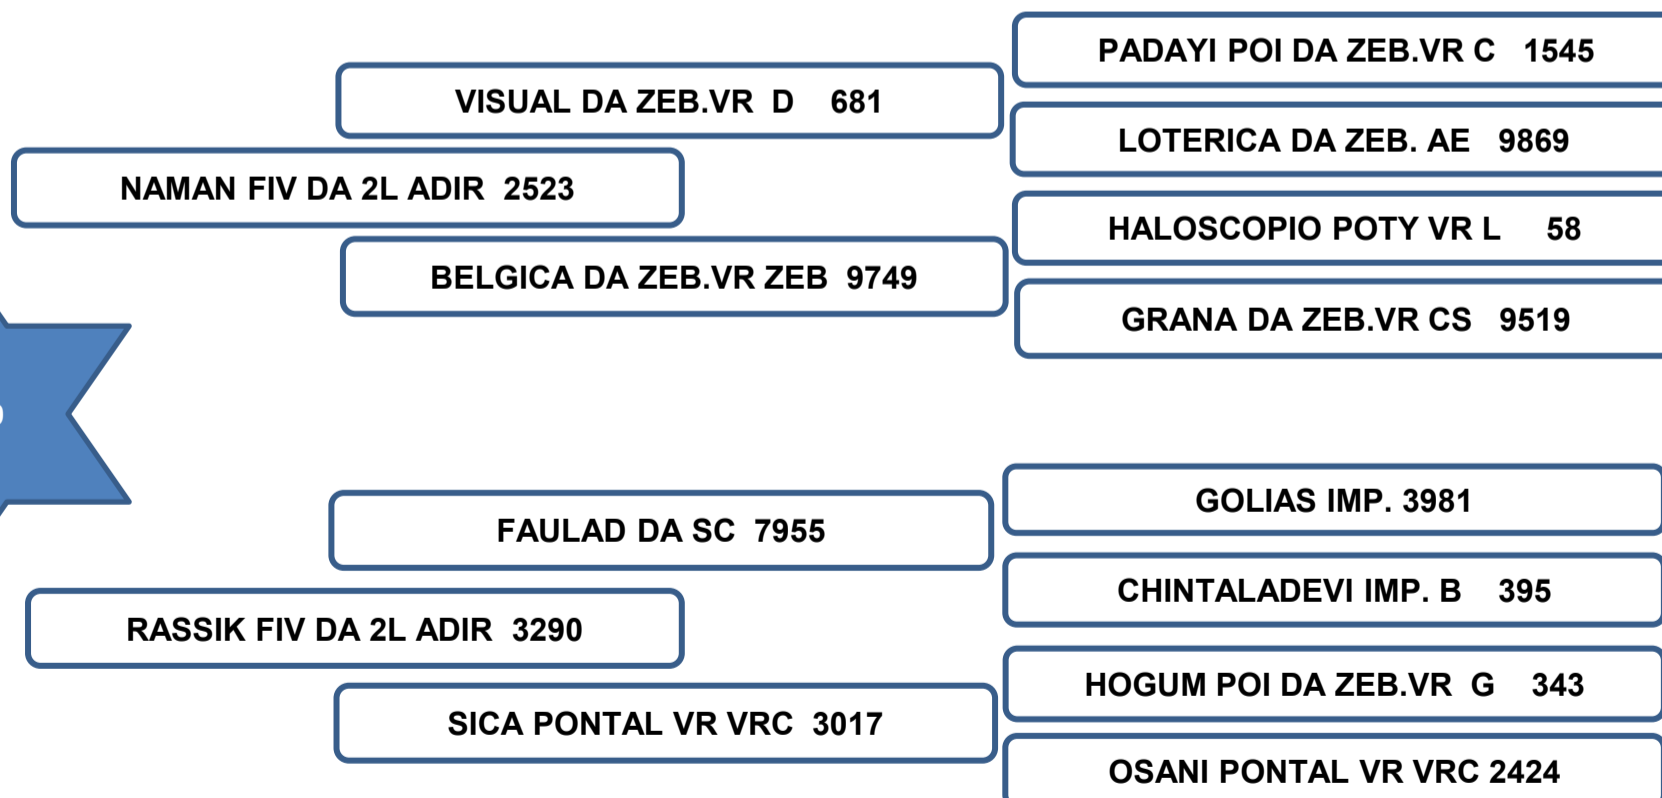 PADAYI POI DA ZEB.VR C 1545
VISUAL DA ZEB.VR D 681
LOTERICA DA ZEB. AE 9869
NAMAN FIV DA 2L ADIR 2523
HALOSCOPIO POTY VR L 58
BELGICA DA ZEB.VR ZEB 9749
GRANA DA ZEB.VR CS 9519
GOLIAS IMP. 3981
FAULAD DA SC 7955
CHINTALADEVI IMP. B 395
RASSIK FIV DA 2L ADIR 3290
HOGUM POI DA ZEB.VR G 343
SICA PONTAL VR VRC 3017
OSANI PONTAL VR VRC 2424